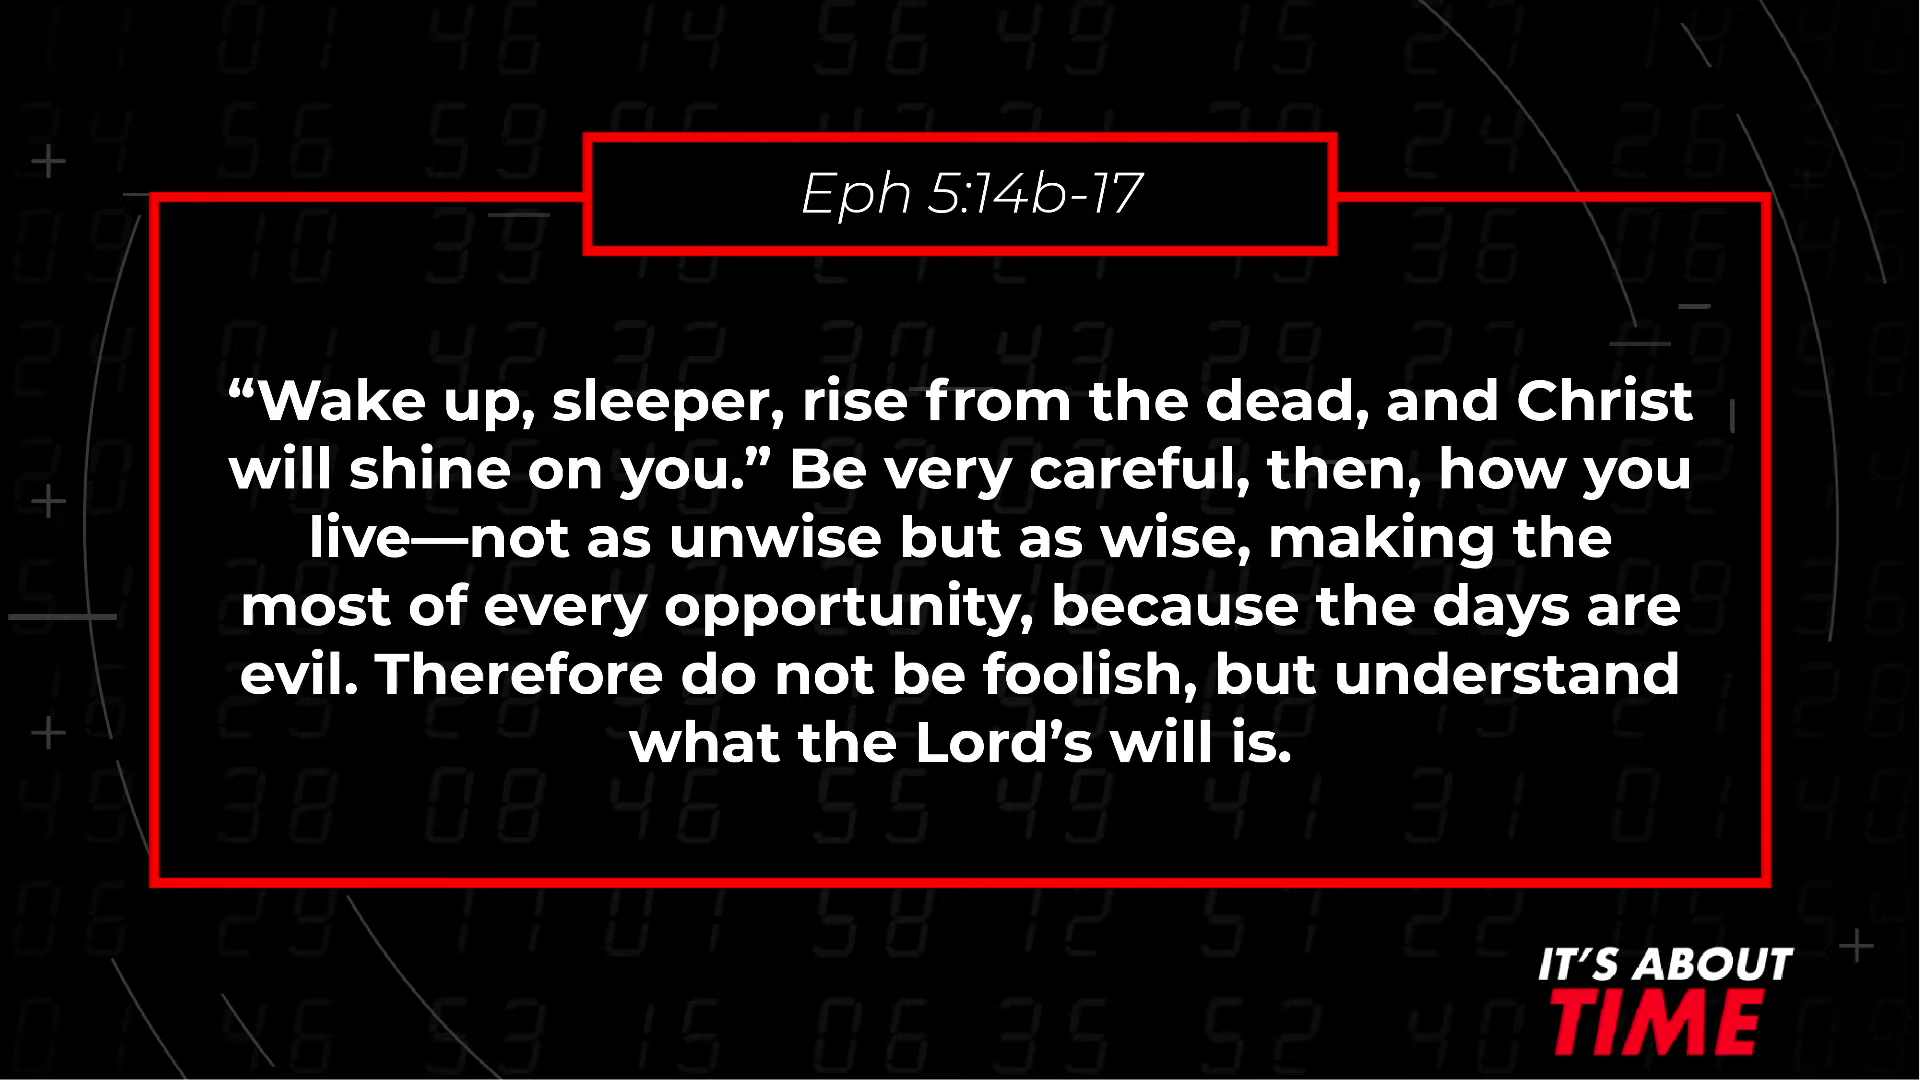 Eph 5:14b-17
“Wake up, sleeper, rise from the dead, and Christ
will shine on you.” Be very careful, then, how you
live—not as unwise but as wise, making the
most of every opportunity, because the days are
evil. Therefore do not be foolish, but understand
what the Lord’s will is.
IT’S ABOUT
TIME